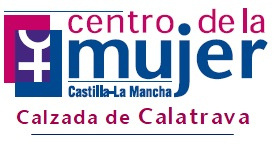 centro de la
mujer
Castilla-La Mancha
Calzada de Calatrava